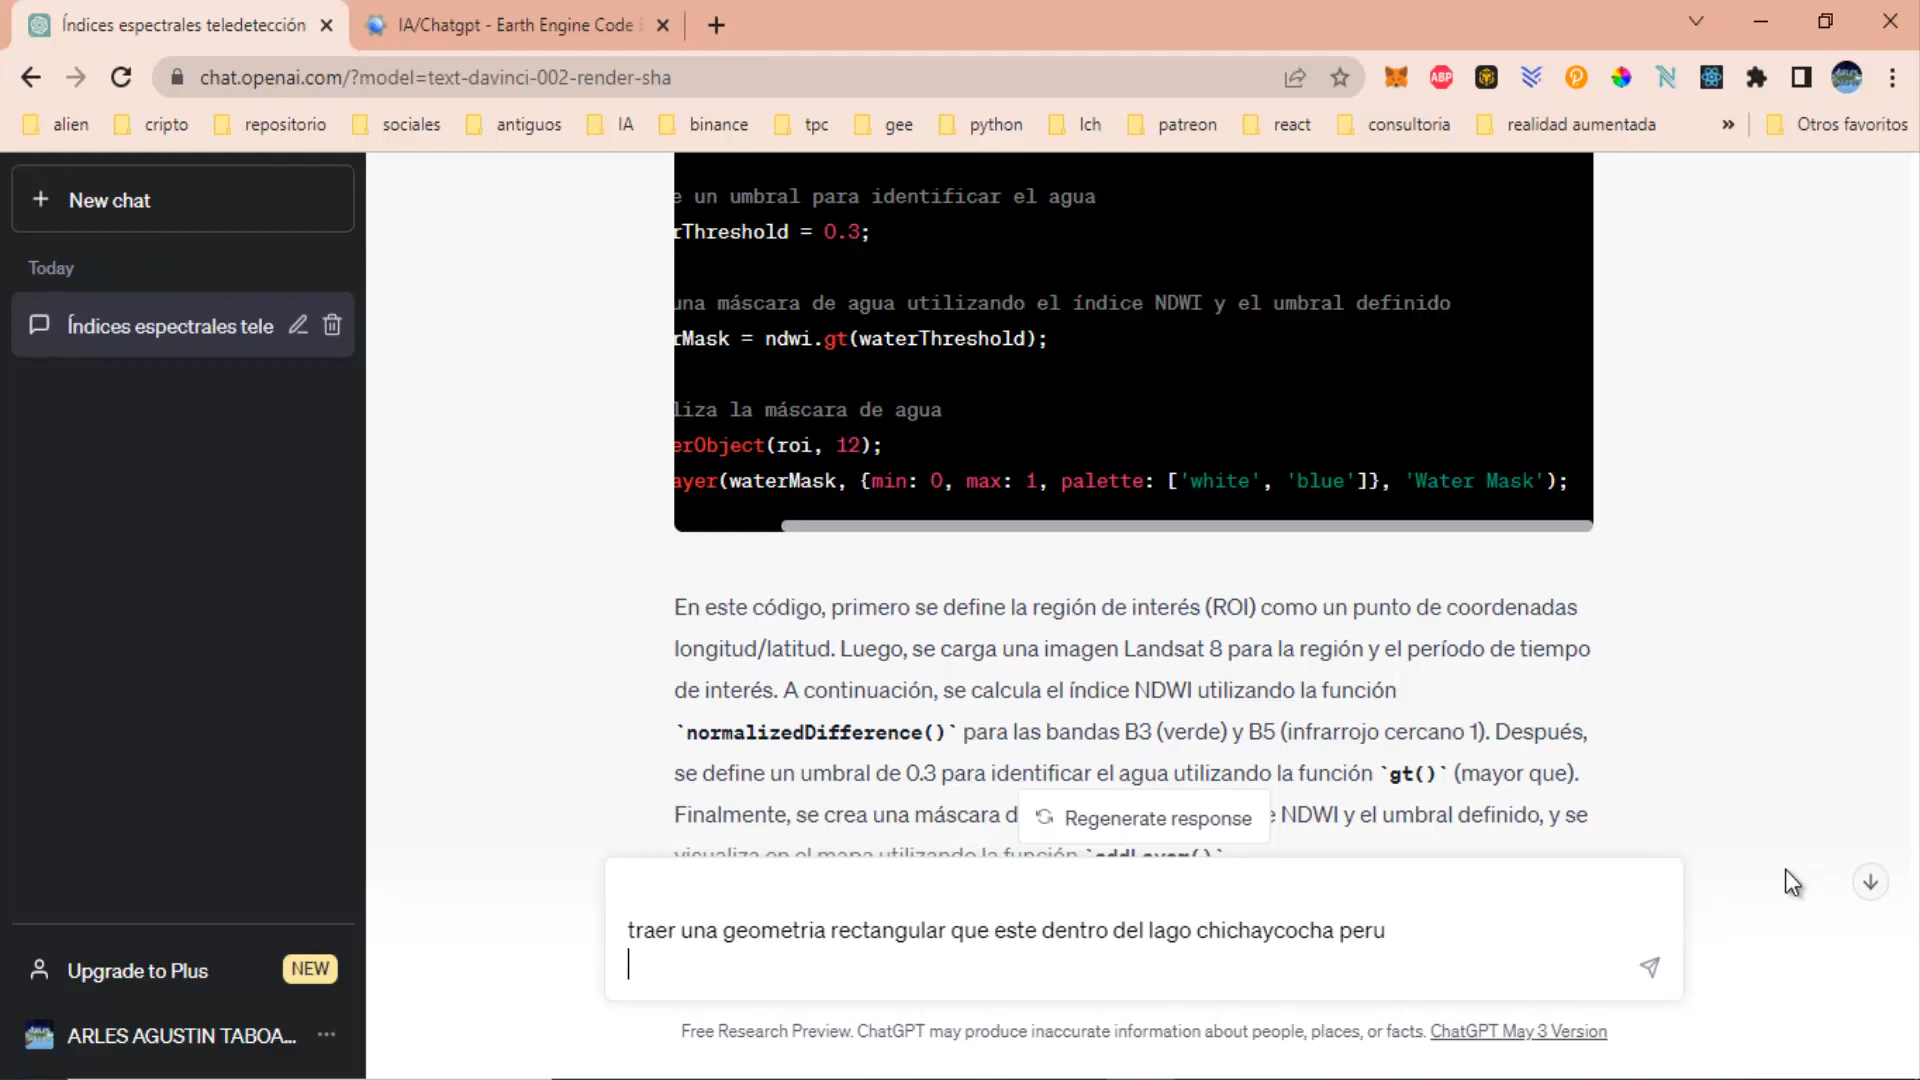 Índices espectrales teledetección
IA/Chatgpt - Earth Engine Code
chat.openai.com/?model=text-davinci-002-render-sha
ABP
alien
cripto
repositorio
sociales
antiguos
IA
binance
tpc
gee
python
lch
patreon
react
consultoria
realidad aumentada
»
Otros favoritos
+ New chat
Today
Índices espectrales tele
Upgrade to Plus
NEW
ARLES AGUSTIN TABOA...
e un umbral para identificar el agua
rThreshold = 0.3;
una máscara de agua utilizando el índice NDWI y el umbral definido
rMask = ndwi.gt(waterThreshold);
liza la máscara de agua
erObject(roi, 12);
ayer(waterMask, {min: 0, max: 1, palette: ['white', 'blue']}, 'Water Mask');
En este código, primero se define la región de interés (ROI) como un punto de coordenadas
longitud/latitud. Luego, se carga una imagen Landsat 8 para la región y el período de tiempo
de interés. A continuación, se calcula el índice NDWI utilizando la función
`normalizedDifference()` para las bandas B3 (verde) y B5 (infrarrojo cercano 1). Después,
se define un umbral de 0.3 para identificar el agua utilizando la función `gt()` (mayor que).
Finalmente, se crea una máscara d
Regenerate response
e NDWI y el umbral definido, y se
visualiza en el mapa utilizando la función `addLayer()`
traer una geometria rectangular que este dentro del lago chichaycocha peru
Free Research Preview. ChatGPT may produce inaccurate information about people, places, or facts. ChatGPT May 3 Version